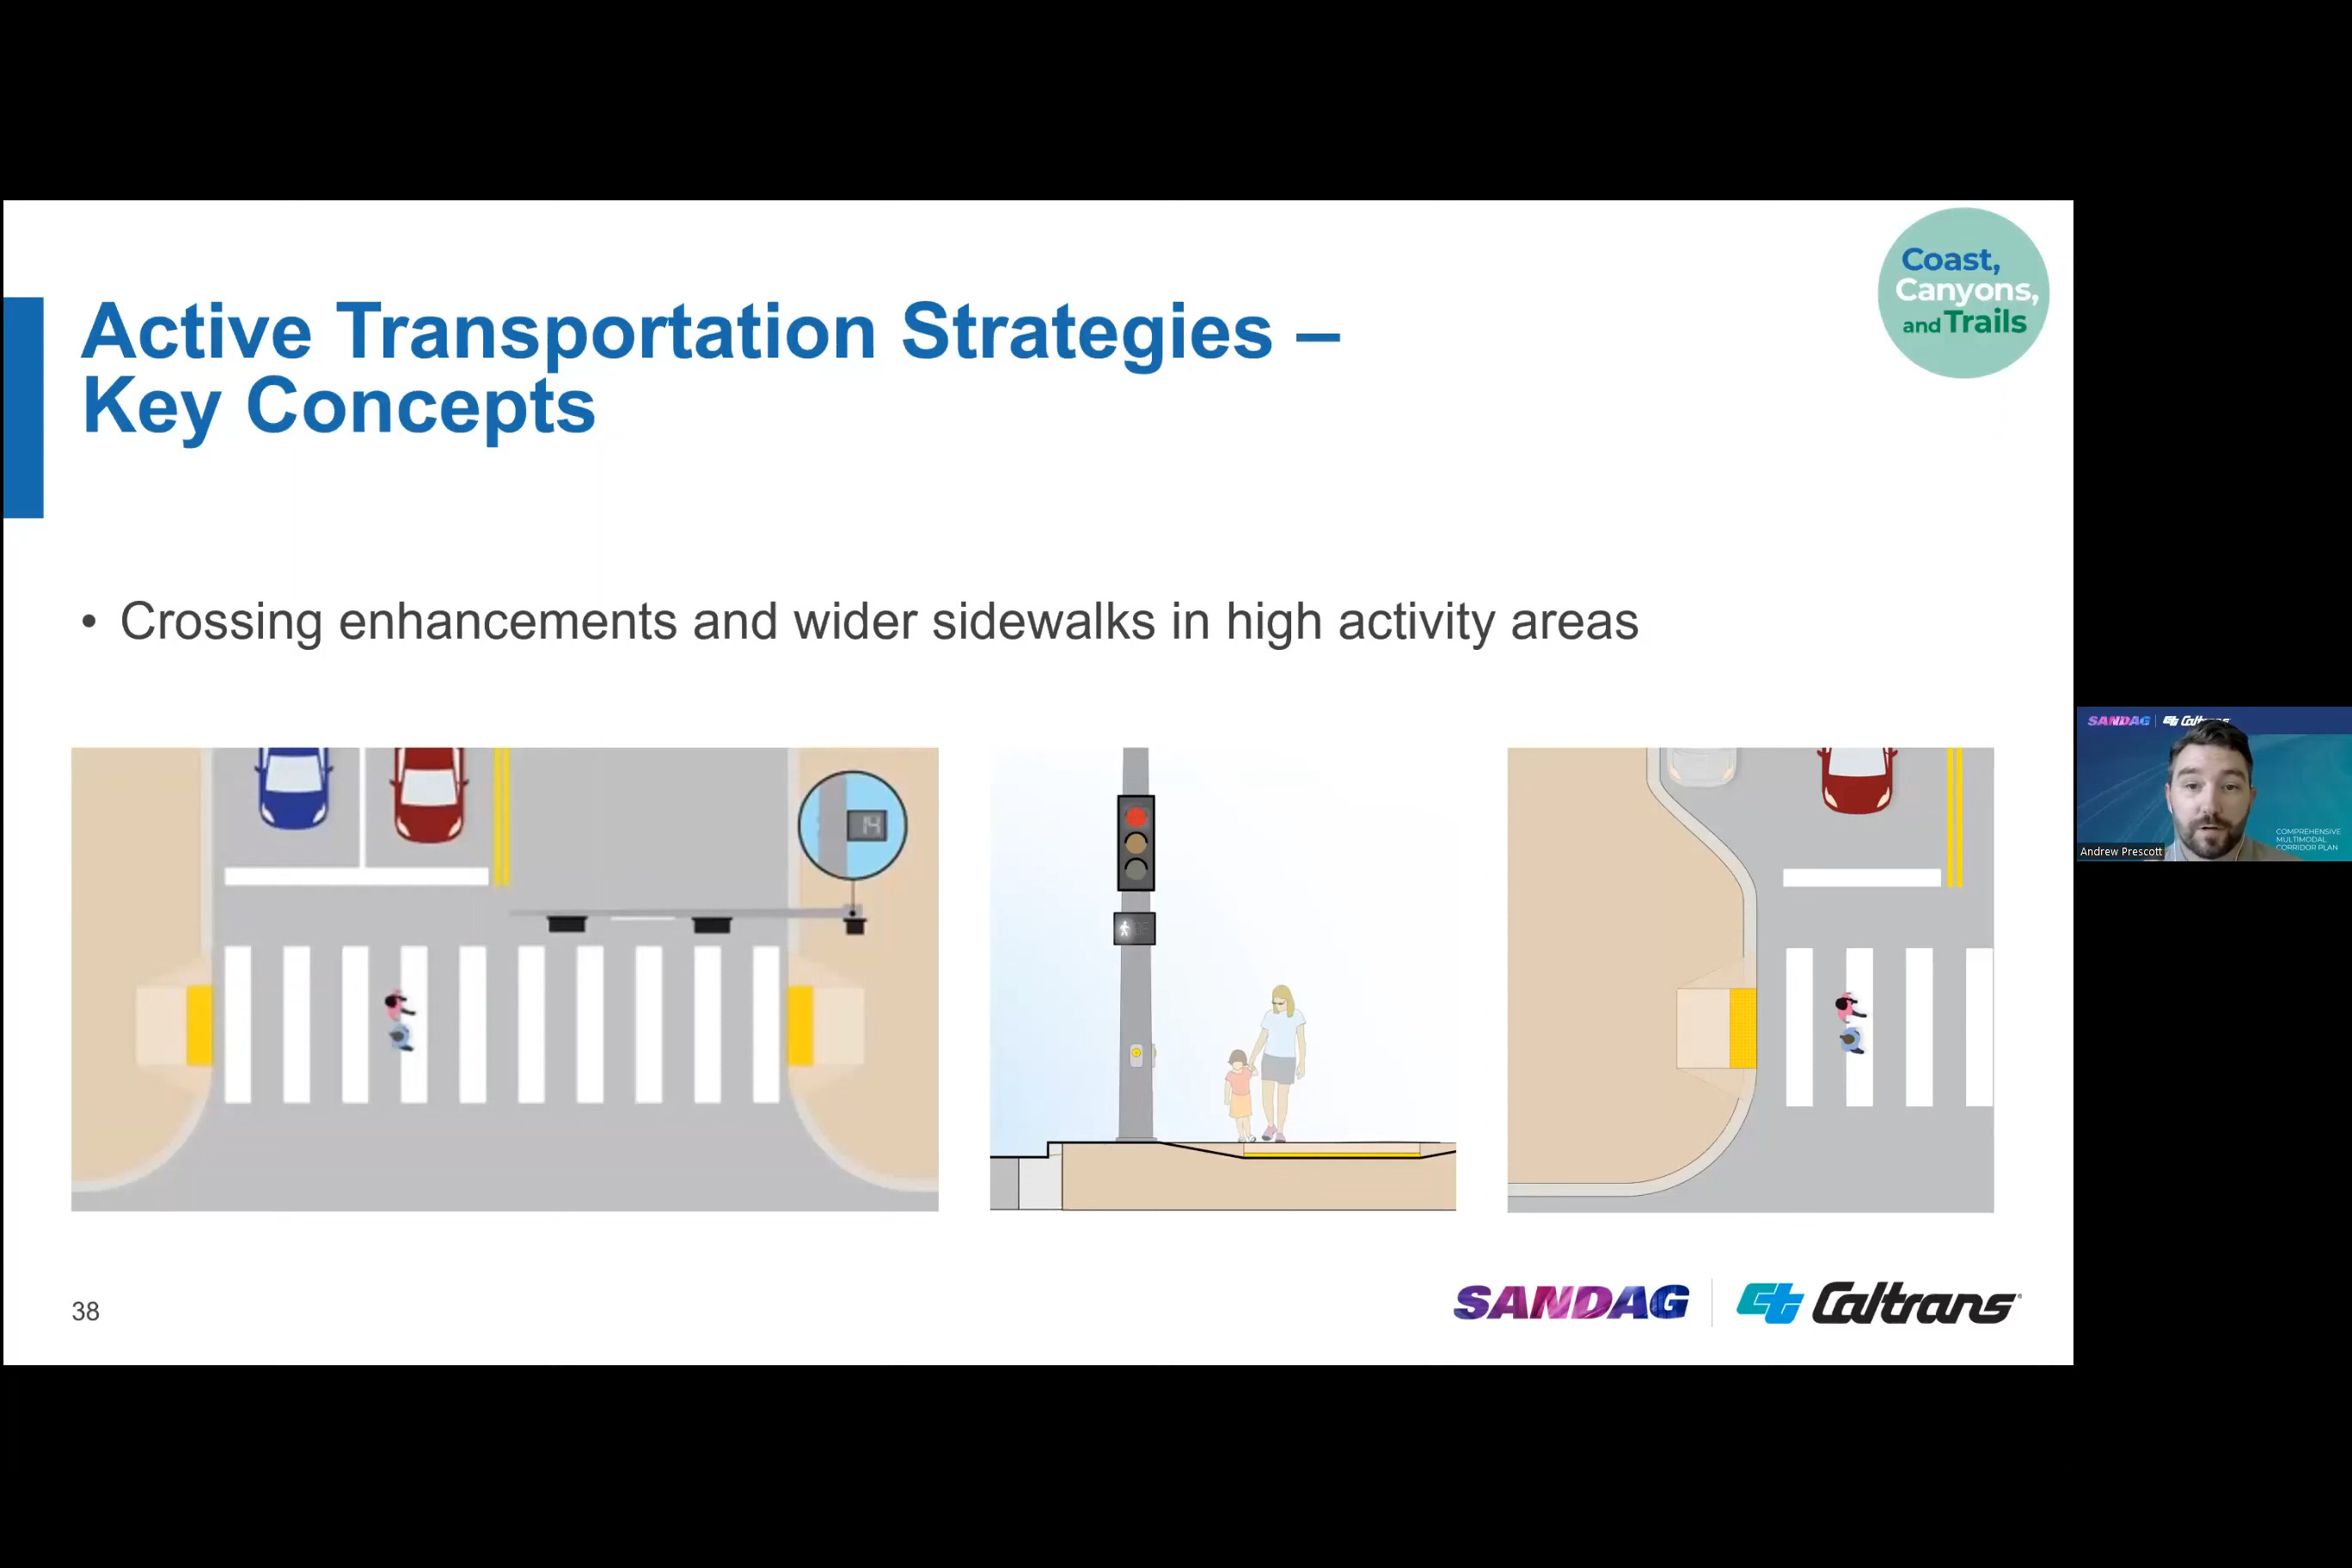 Coast,
Canyons,
and Trails
Active Transportation Strategies –
Key Concepts
• Crossing enhancements and wider sidewalks in high activity areas
14
38
SANDAG
Caltrans
SANDAG
COMPREHENSIVE
MULTIMODAL
CORRIDOR PLAN
Andrew Prescott